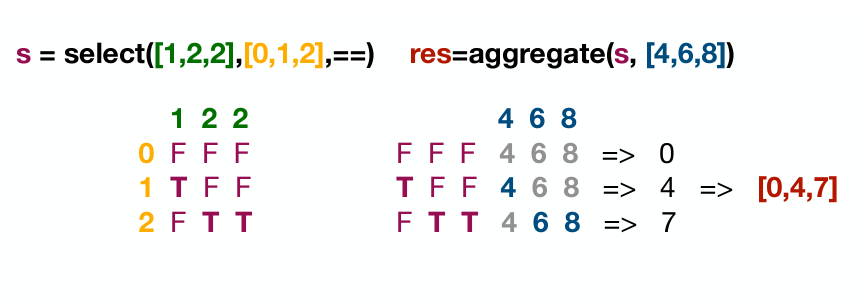 s = select([1,2,2],[0,1,2],==) res=aggregate(s, [4,6,8])
1 2 2 4 6 8
0 F F F F F F 4 6 8 => 0
1 T F F T F F 4 6 8 => 4 => [0,4,7]
2 F T T F T T 4 6 8 => 7